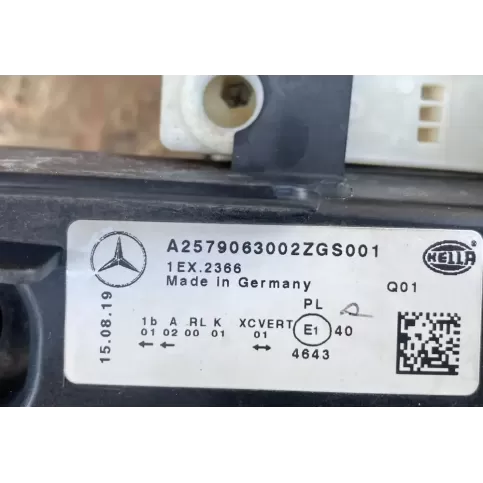 A2579063002ZGS001
1EX.2366
Made in Germany
HELLA
Q01
15.08.19
PL
1b A RL K XCVERT
01 02 00 01 01
E1 40
4643